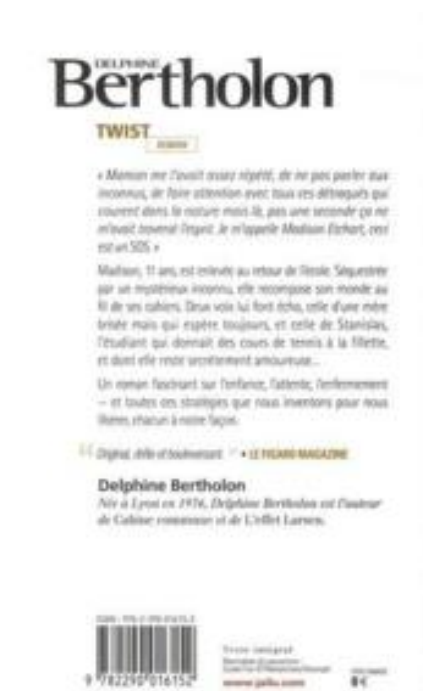 DELPHINE
Bertholon
TWIST
ROMAN
« Maman me l'avait assez répété, de ne pas parler aux
inconnus, de faire attention avec tous ces détraqués qui
courent dans la nature mais là, pas une seconde ça ne
m'avait traversé l'esprit. Je m'appelle Madison Etchart, ceci
est un SOS »
Madison, 11 ans, est enlevée au retour de l'école. Séquestrée
par un mystérieux inconnu, elle recompose son monde au
fil de ses cahiers. Deux voix lui font écho, celle d'une mère
brisée mais qui espère toujours, et celle de Stanislas,
l'étudiant qui donnait des cours de tennis à la fillette,
et dont elle reste secrètement amoureuse...
Un roman fascinant sur l'enfance, l'attente, l'enfermement
– et toutes ces stratégies que nous inventons pour nous
libérer, chacun à notre façon.
“ Original, drôle et bouleversant ” • LE FIGARO MAGAZINE
Delphine Bertholon
Née à Lyon en 1976, Delphine Bertholon est l'auteur
de Cabine commune et de L'effet Larsen.
Texte intégral
9 782290 016152
www.jailu.com
8 €